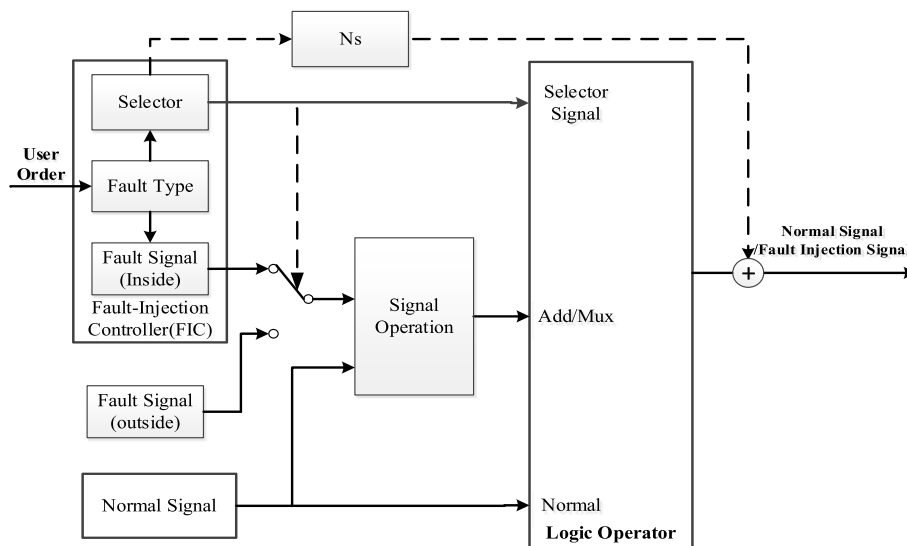 Ns
Selector
Selector
Signal
User
Order
Fault Type
Normal Signal
/Fault Injection Signal
Fault Signal
(Inside)
Fault-Injection
Controller(FIC)
Signal
Operation
Add/Mux
Fault Signal
(outside)
Normal Signal
Normal
Logic Operator
+